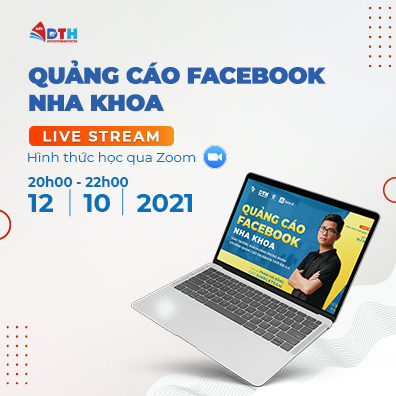 DTH
QUẢNG CÁO FACEBOOK
NHA KHOA
LIVE STREAM
Hình thức học qua Zoom
20h00 - 22h00
12 | 10 | 2021
DTH
QUẢNG CÁO
FACEBOOK
NHA KHOA